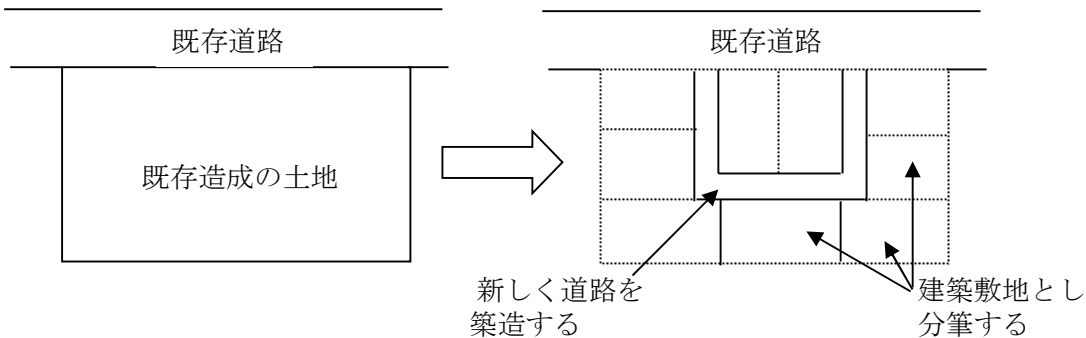 既存道路
既存道路
既存造成の土地
新しく道路を
築造する
建築敷地とし
分筆する